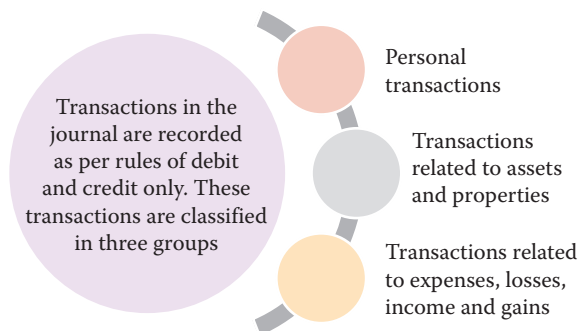 Transactions in the
journal are recorded
as per rules of debit
and credit only. These
transactions are classified
in three groups
Personal
transactions
Transactions
related to assets
and properties
Transactions related
to expenses, losses,
income and gains